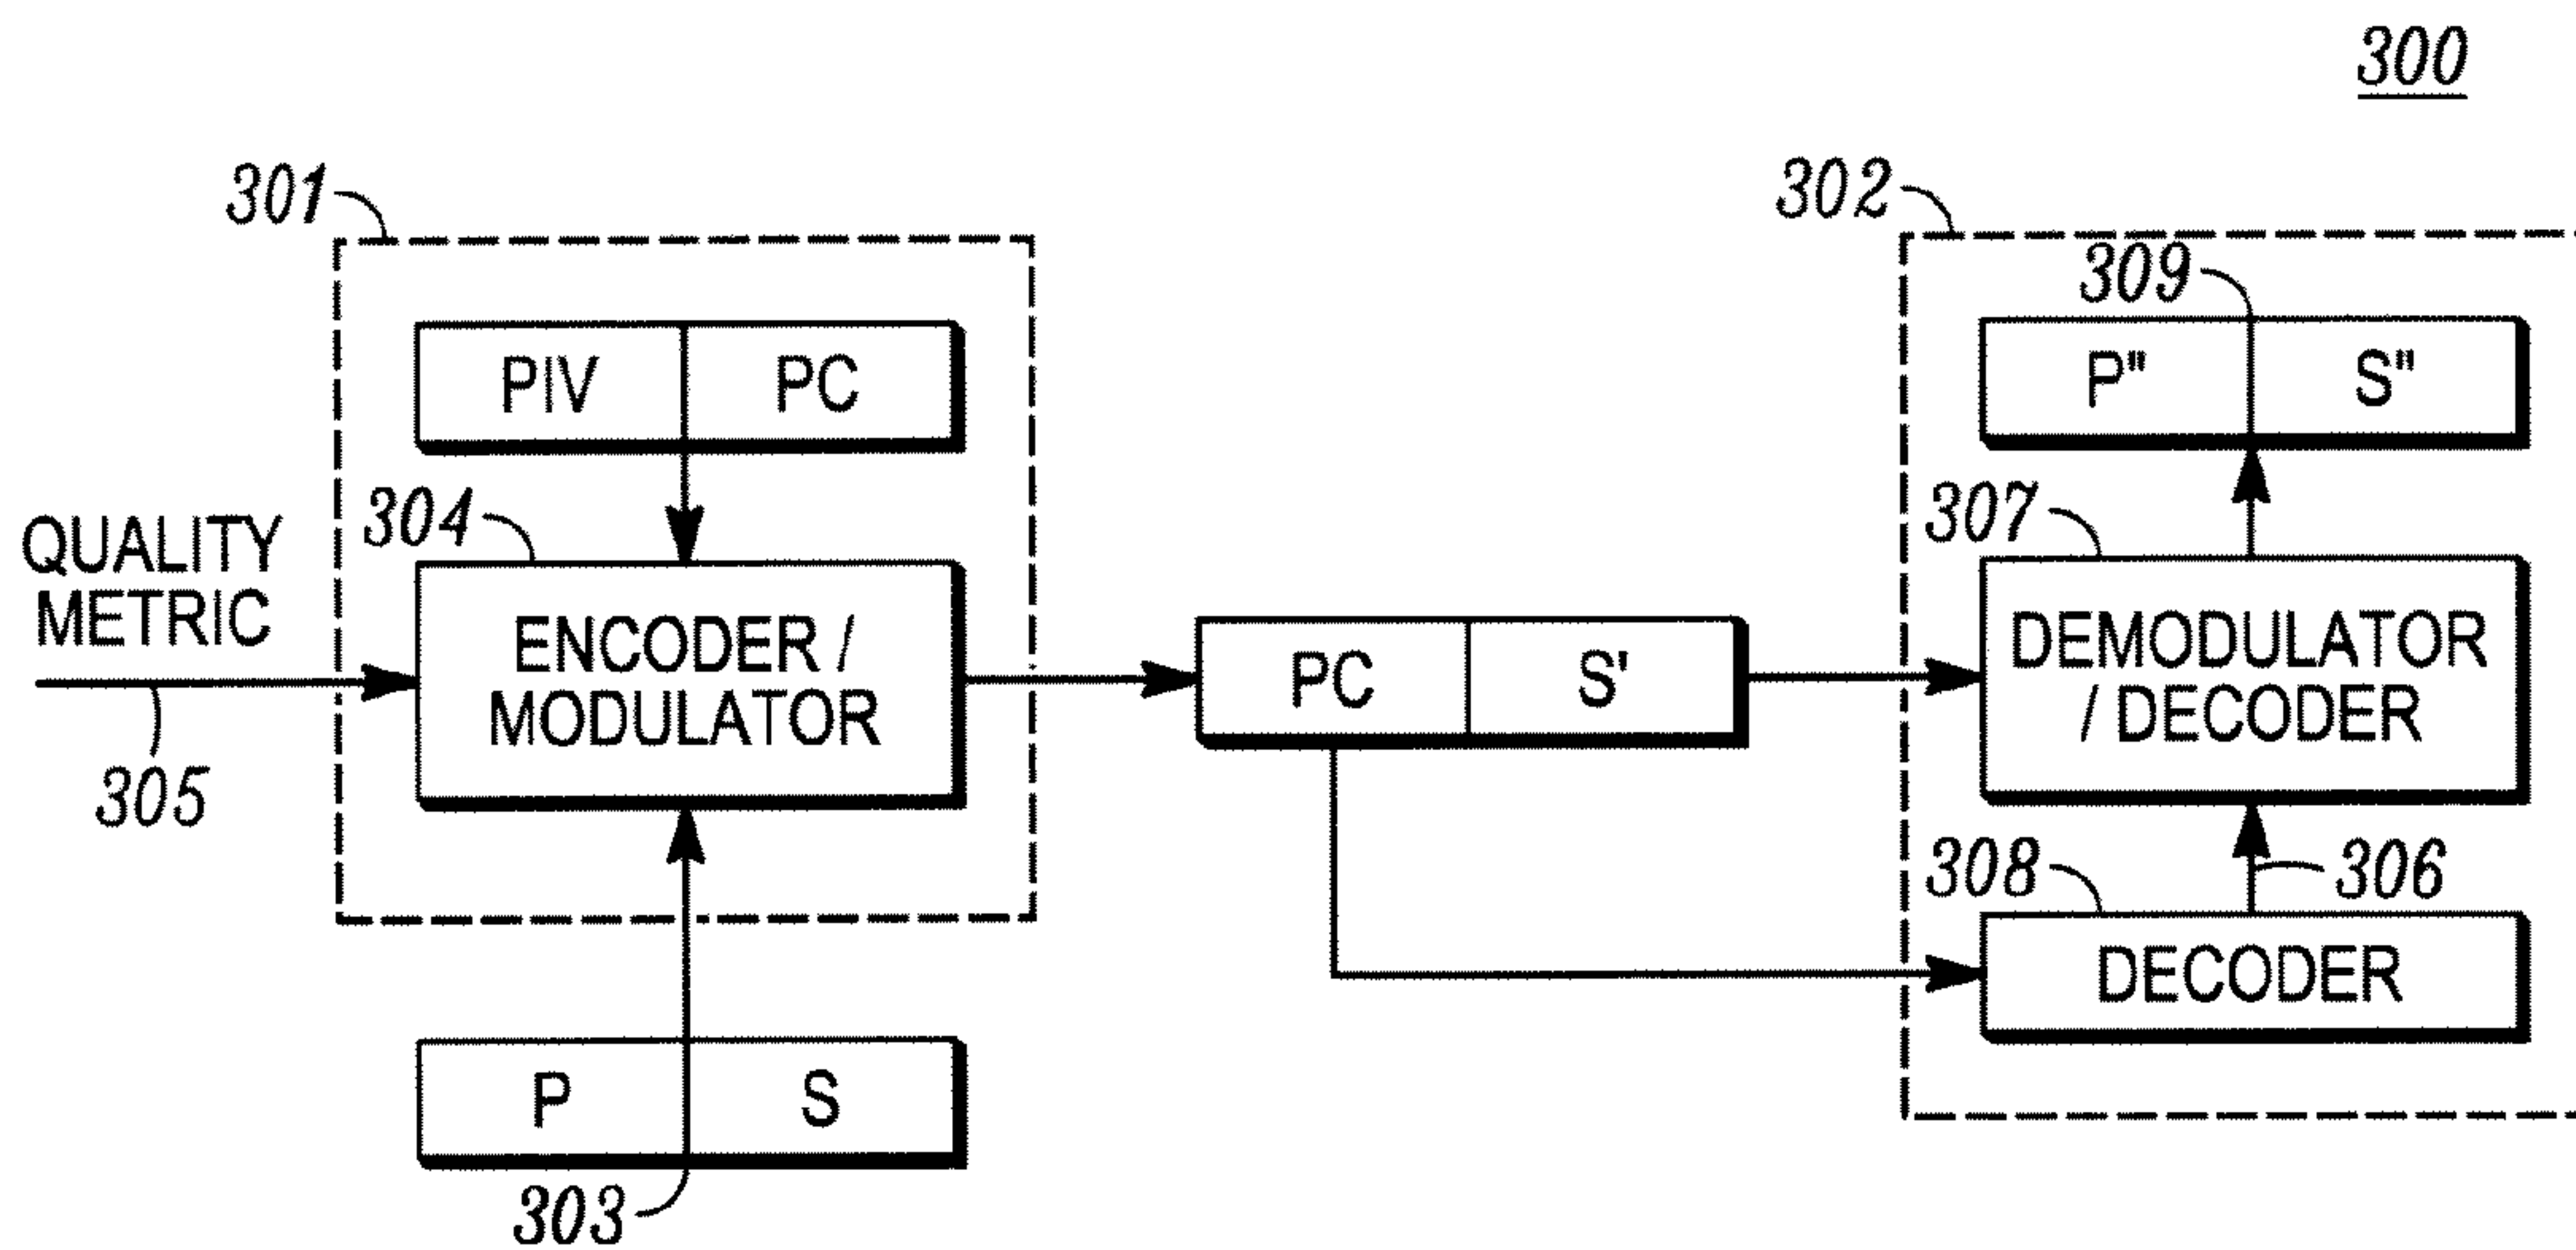 300
301
302
309
PIV PC
P" S"
304
307
QUALITY
METRIC
ENCODER /
MODULATOR
PC S'
DEMODULATOR
/ DECODER
305
308
306
DECODER
P S
303